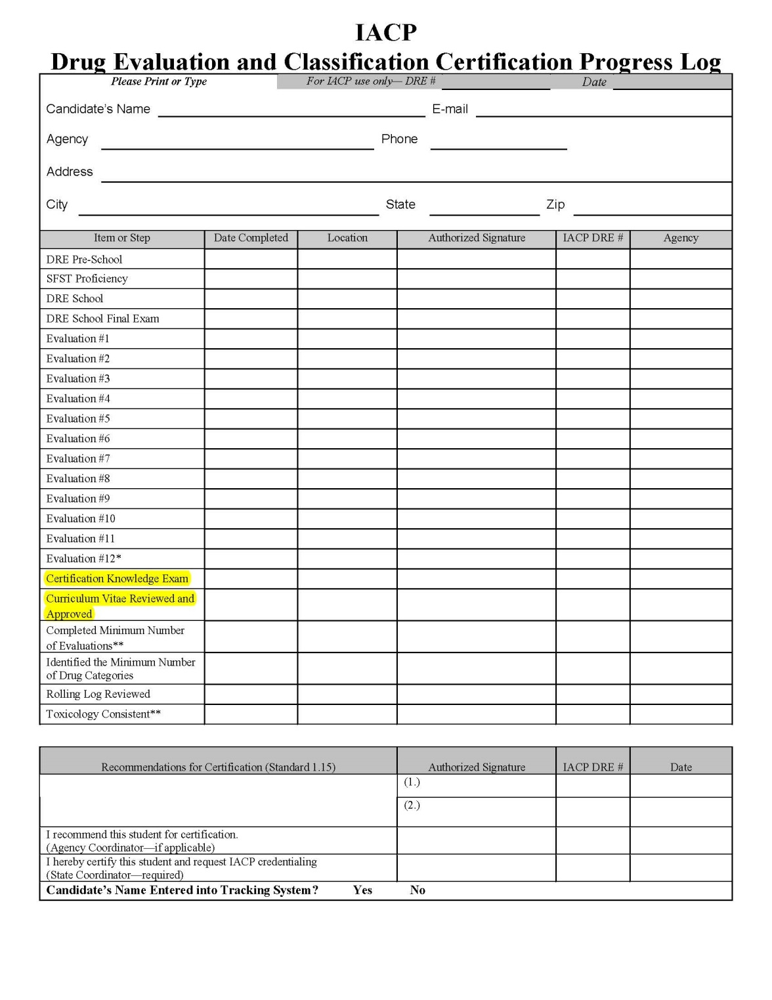 IACP
Drug Evaluation and Classification Certification Progress Log
Please Print or Type For IACP use only— DRE # Date
Candidate's Name E-mail
Agency Phone
Address
City State Zip
Item or Step Date Completed Location Authorized Signature IACP DRE # Agency
DRE Pre-School
SFST Proficiency
DRE School
DRE School Final Exam
Evaluation #1
Evaluation #2
Evaluation #3
Evaluation #4
Evaluation #5
Evaluation #6
Evaluation #7
Evaluation #8
Evaluation #9
Evaluation #10
Evaluation #11
Evaluation #12*
Certification Knowledge Exam
Curriculum Vitae Reviewed and
Approved
Completed Minimum Number
of Evaluations**
Identified the Minimum Number
of Drug Categories
Rolling Log Reviewed
Toxicology Consistent**
Recommendations for Certification (Standard 1.15) Authorized Signature IACP DRE # Date
(1.)
(2.)
I recommend this student for certification.
(Agency Coordinator—if applicable)
I hereby certify this student and request IACP credentialing
(State Coordinator—required)
Candidate's Name Entered into Tracking System? Yes No